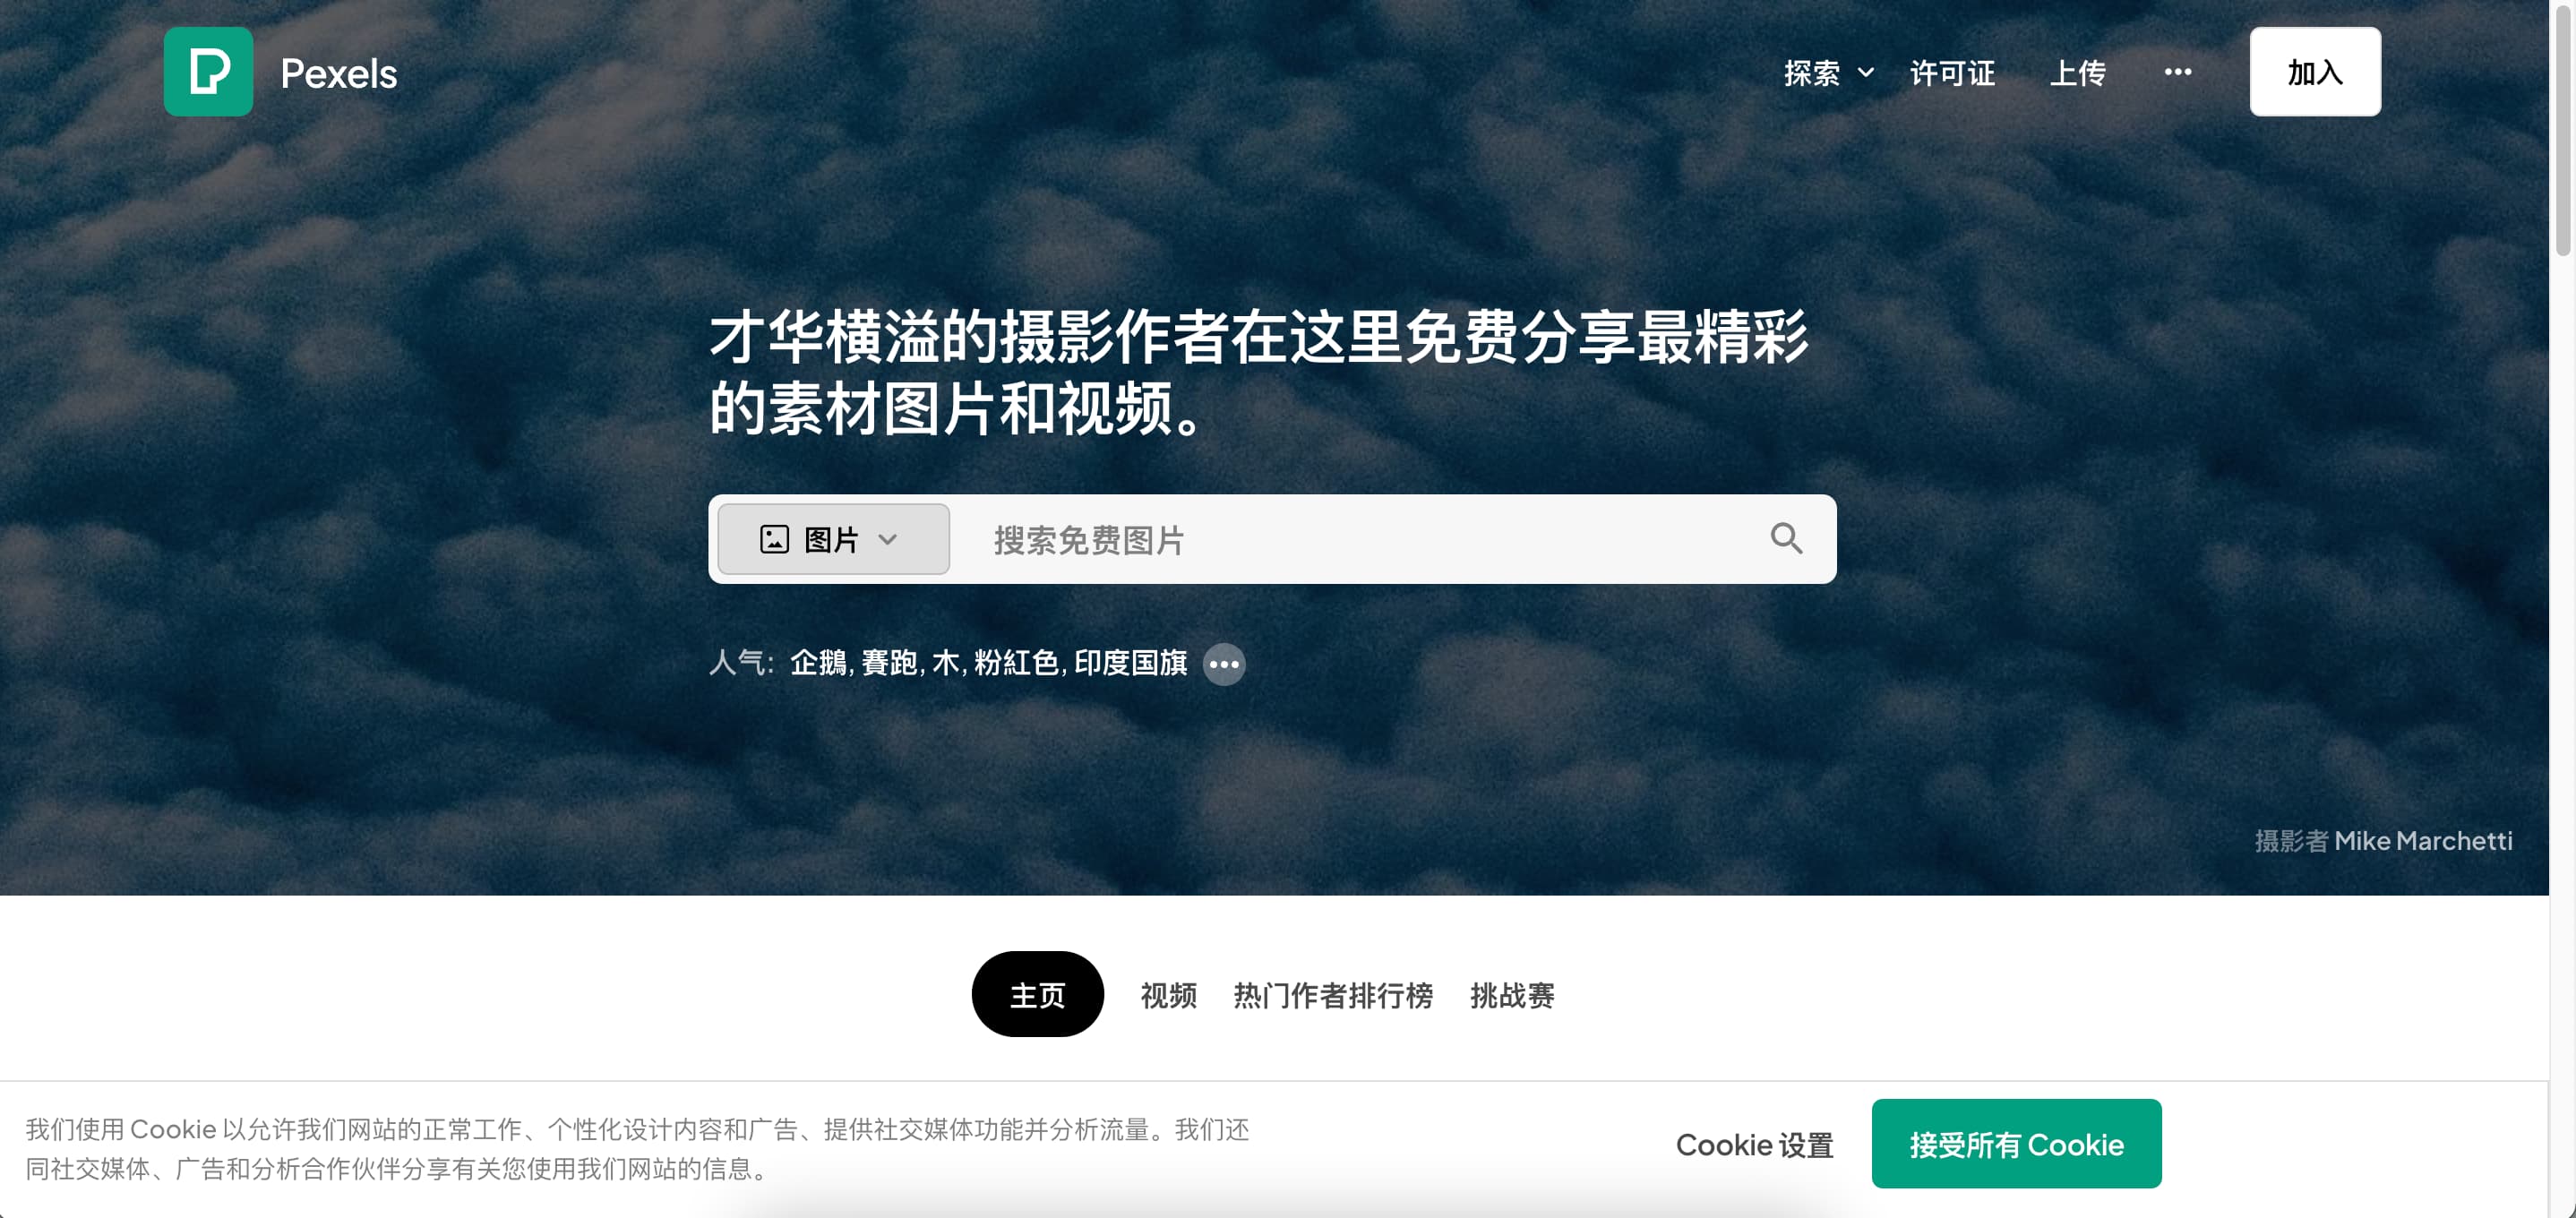 Pexels
探索 许可证 上传 ••• 加入
才华横溢的摄影作者在这里免费分享最精彩
的素材图片和视频。
图片 搜索免费图片
人气: 企鵝, 賽跑, 木, 粉紅色, 印度国旗 •••
摄影者 Mike Marchetti
主页 视频 热门作者排行榜 挑战赛
我们使用 Cookie 以允许我们网站的正常工作、个性化设计内容和广告、提供社交媒体功能并分析流量。我们还
同社交媒体、广告和分析合作伙伴分享有关您使用我们网站的信息。
Cookie 设置 接受所有 Cookie